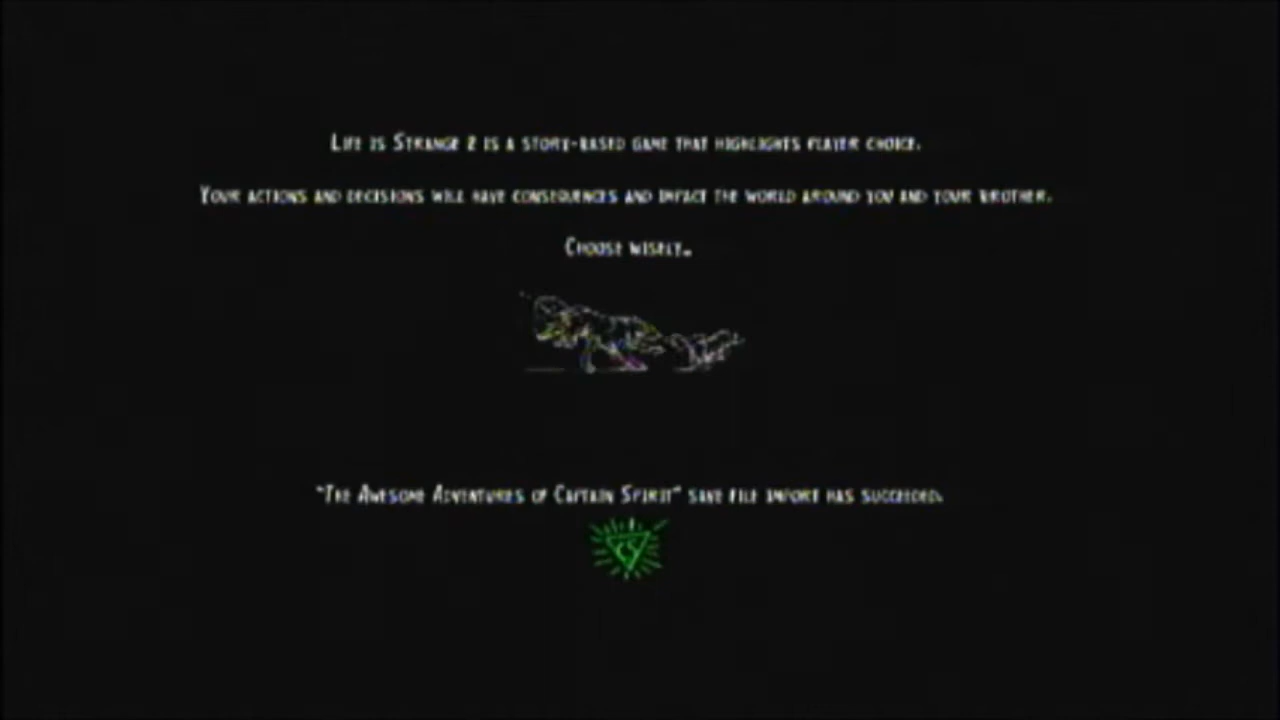 Life is Strange 2 is a story-based game that highlights player choice.
Your actions and decisions will have consequences and impact the world around you and your brother.
Choose wisely...
"The Awesome Adventures of Captain Spirit" save file import has succeeded.
CS